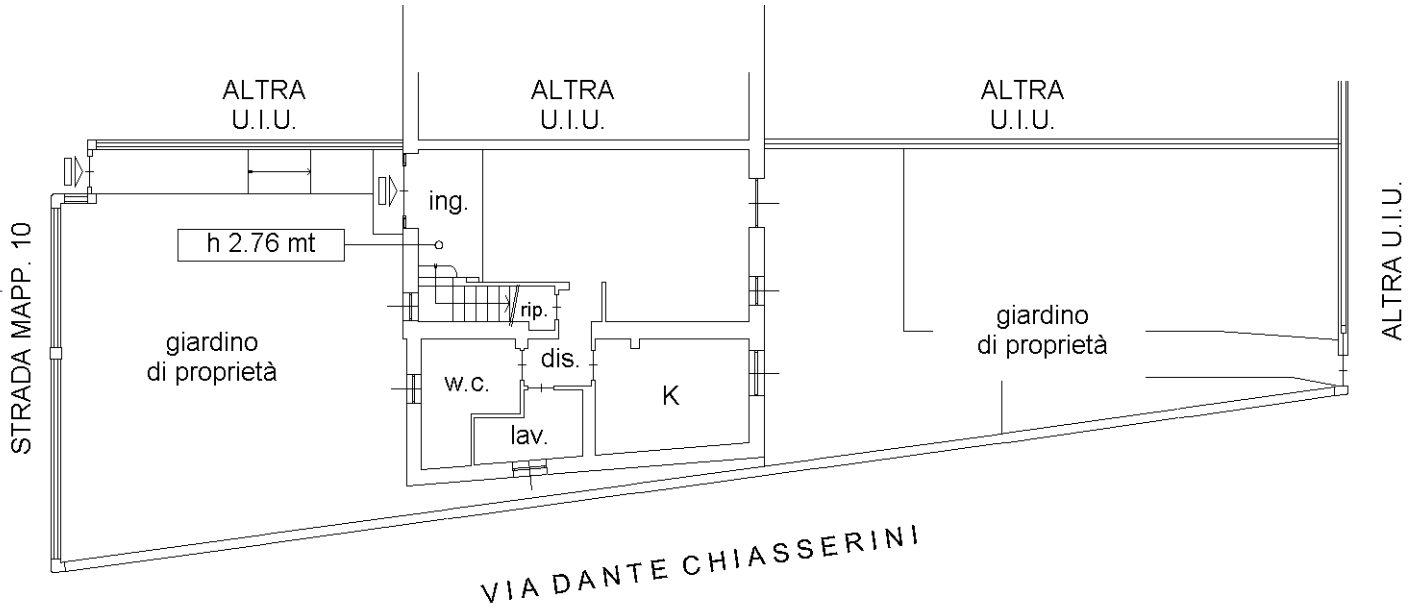 ALTRA
U.I.U.
ALTRA
U.I.U.
ALTRA
U.I.U.
ing.
h 2.76 mt
STRADA MAPP. 10
ALTRA U.I.U.
rip.
giardino
di proprietà
giardino
di proprietà
dis.
w.c.
K
lav.
VIA DANTE CHIASSERINI